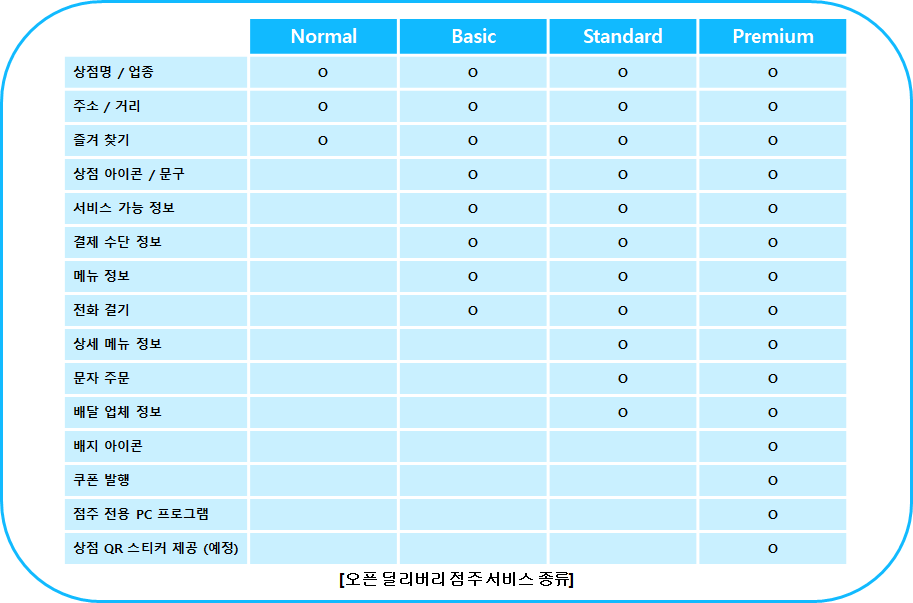 Normal Basic Standard Premium
상점명 / 업종 O O O O
주소 / 거리 O O O O
즐겨 찾기 O O O O
상점 아이콘 / 문구 O O O
서비스 가능 정보 O O O
결제 수단 정보 O O O
메뉴 정보 O O O
전화 걸기 O O O
상세 메뉴 정보 O O
문자 주문 O O
배달 업체 정보 O O
배지 아이콘 O
쿠폰 발행 O
점주 전용 PC 프로그램 O
상점 QR 스티커 제공 (예정) O
[오픈 딜리버리 점주 서비스 종류]